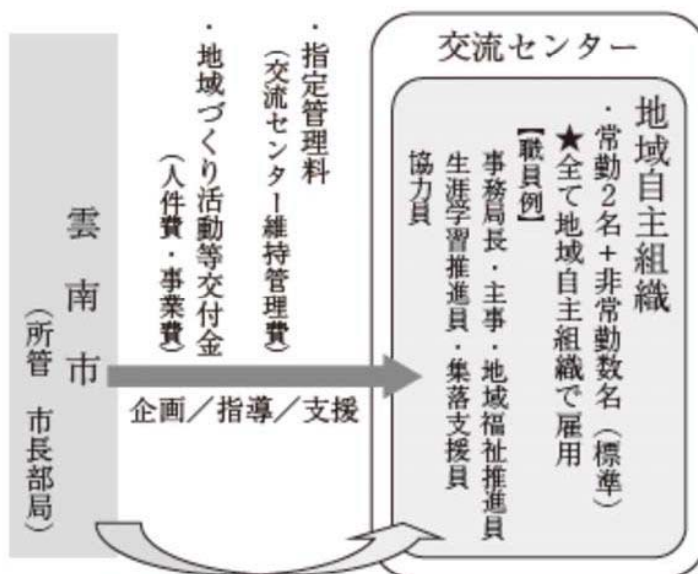 交流センター
地域自主組織
・常勤2名+非常勤数名(標準)
★全て地域自主組織で雇用
【職員例】
事務局長・主事・地域福祉推進員
生涯学習推進員・集落支援員
協力員
・指定管理料
(交流センター維持管理費)
・地域づくり活動等交付金
(人件費・事業費)
企画/指導/支援
雲南市
(所管 市長部局)